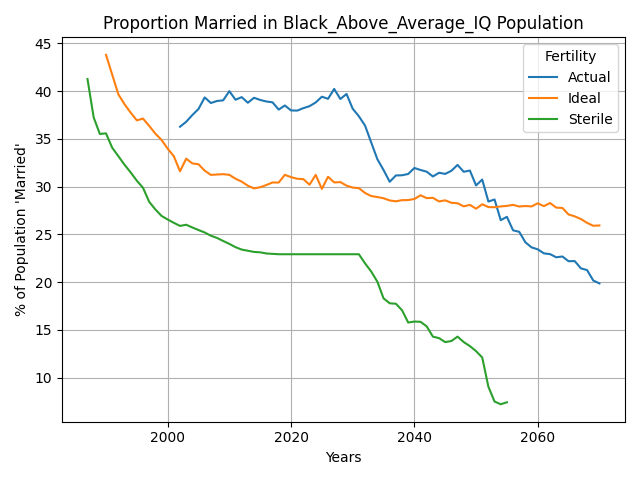 Proportion Married in Black_Above_Average_IQ Population
% of Population 'Married'
45
40
35
30
25
20
15
10
Fertility
Actual
Ideal
Sterile
2000
2020
2040
2060
Years